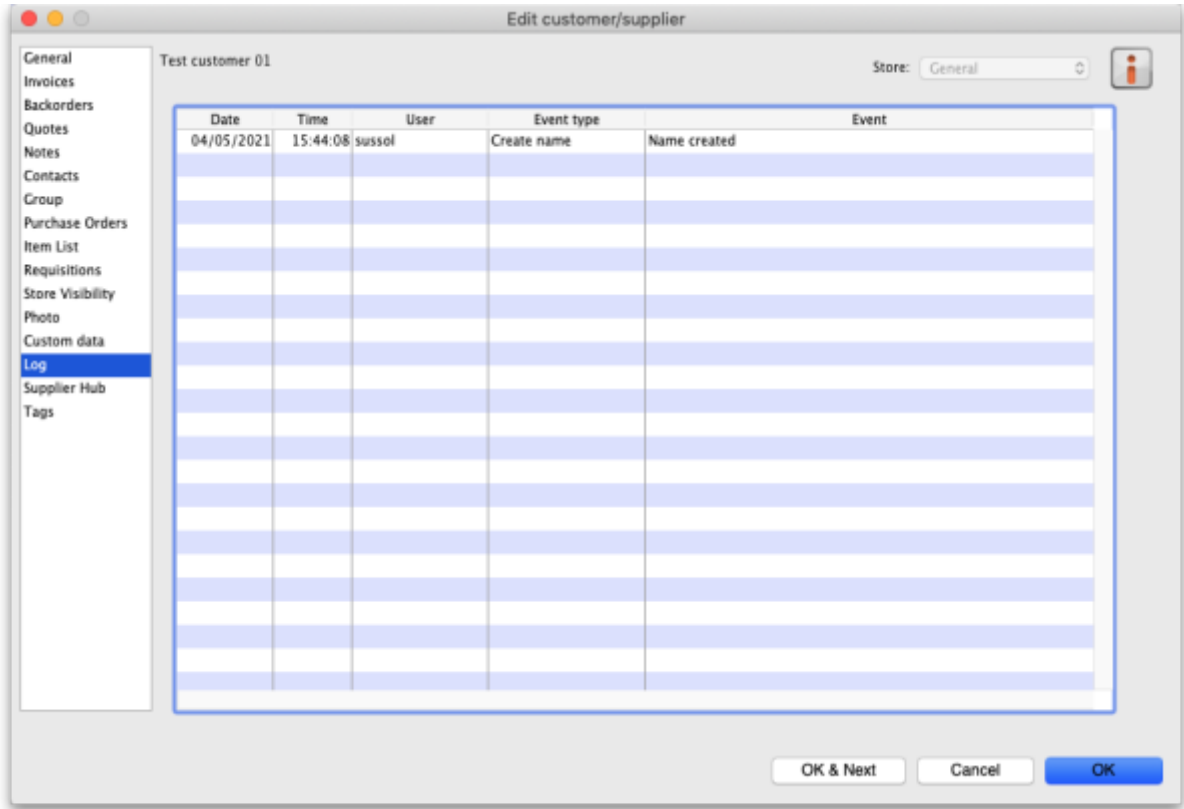 Edit customer/supplier
General
Invoices
Backorders
Quotes
Notes
Contacts
Group
Purchase Orders
Item List
Requisitions
Store Visibility
Photo
Custom data
Log
Supplier Hub
Tags
Test customer 01
Store: General
Date Time User Event type Event
04/05/2021 15:44:08 sussol Create name Name created
OK & Next Cancel OK